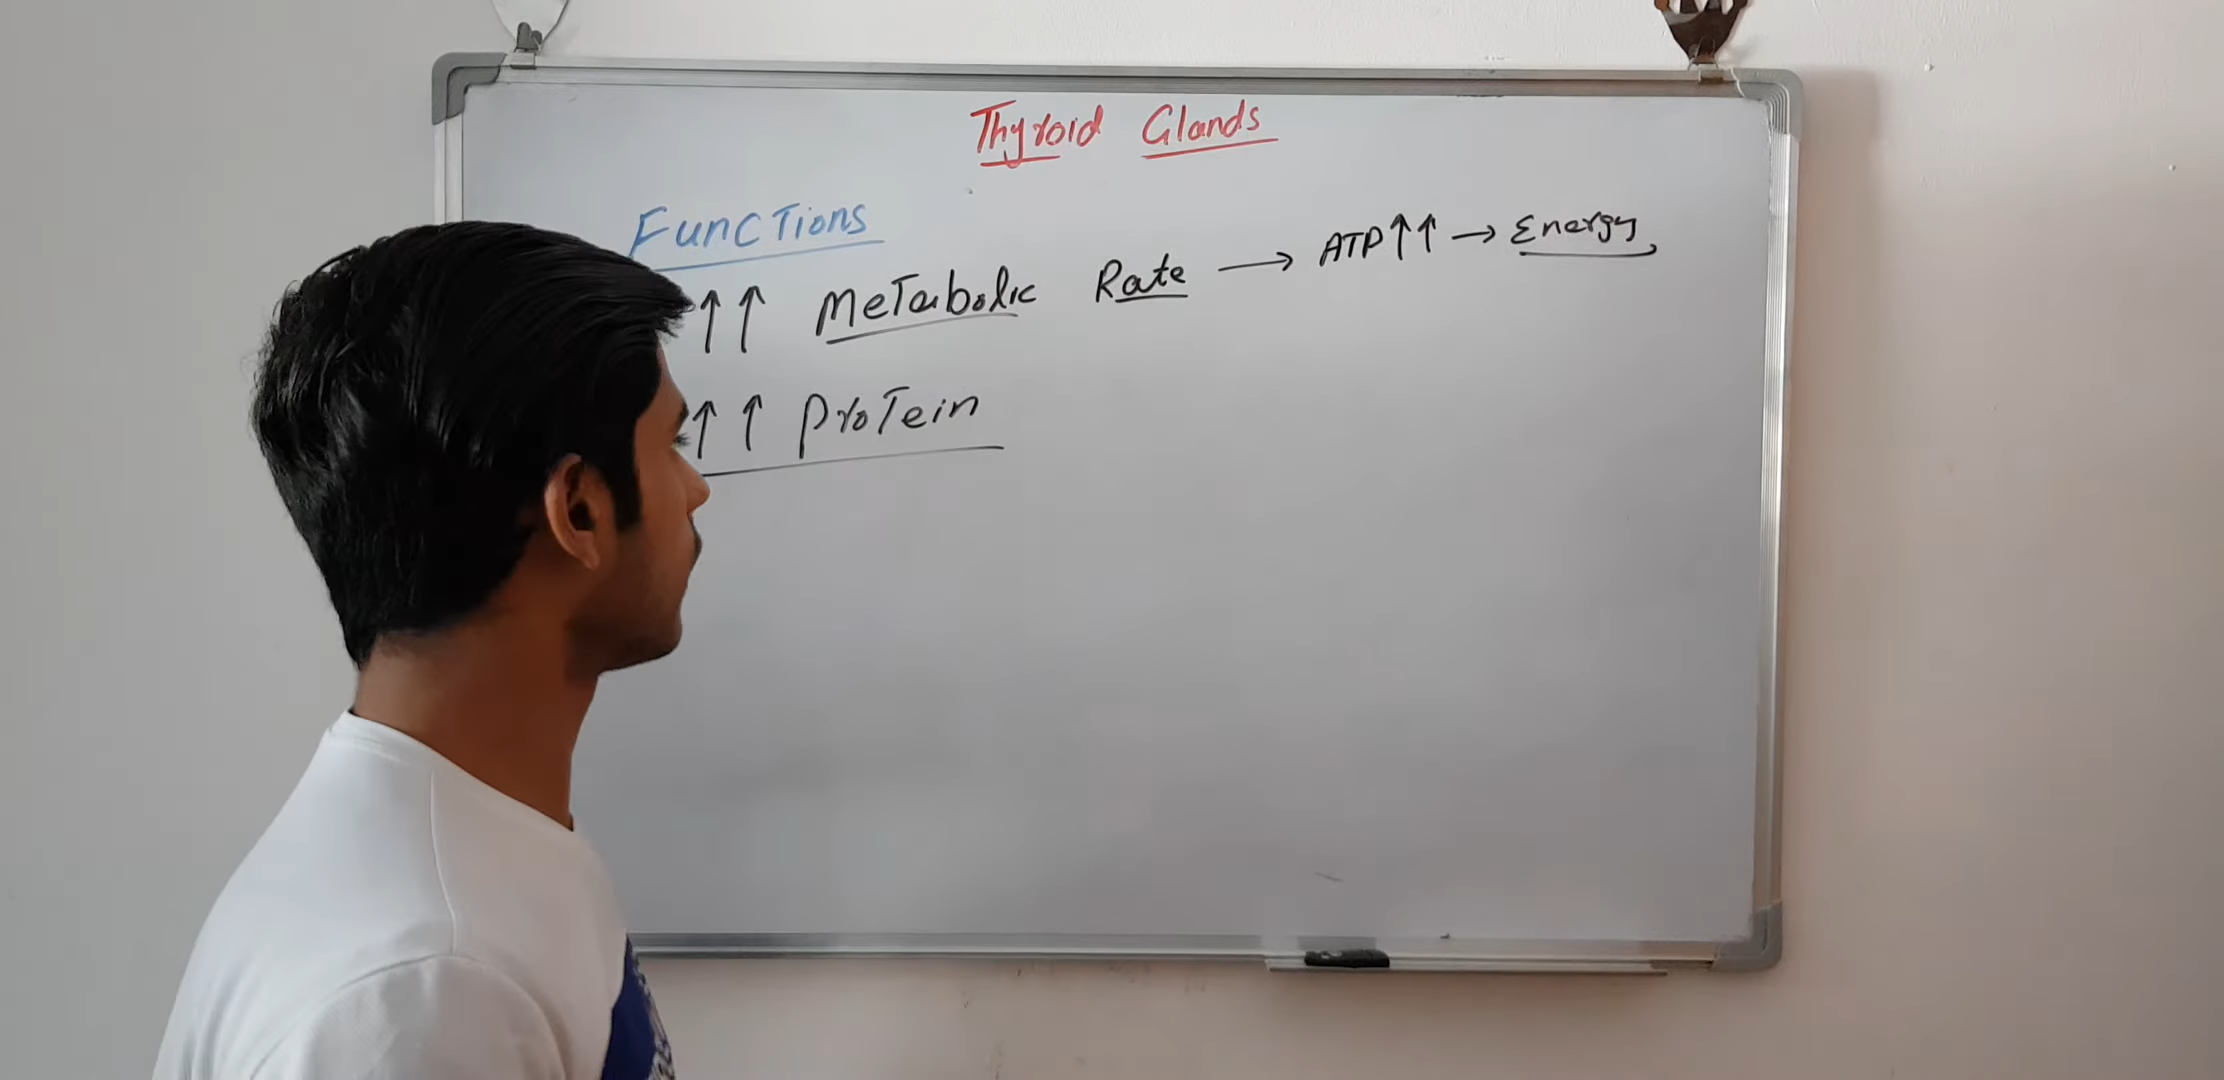 Thyroid Glands
Functions
↑↑ Metabolic Rate → ATP↑↑ → Energy
↑↑ Protein